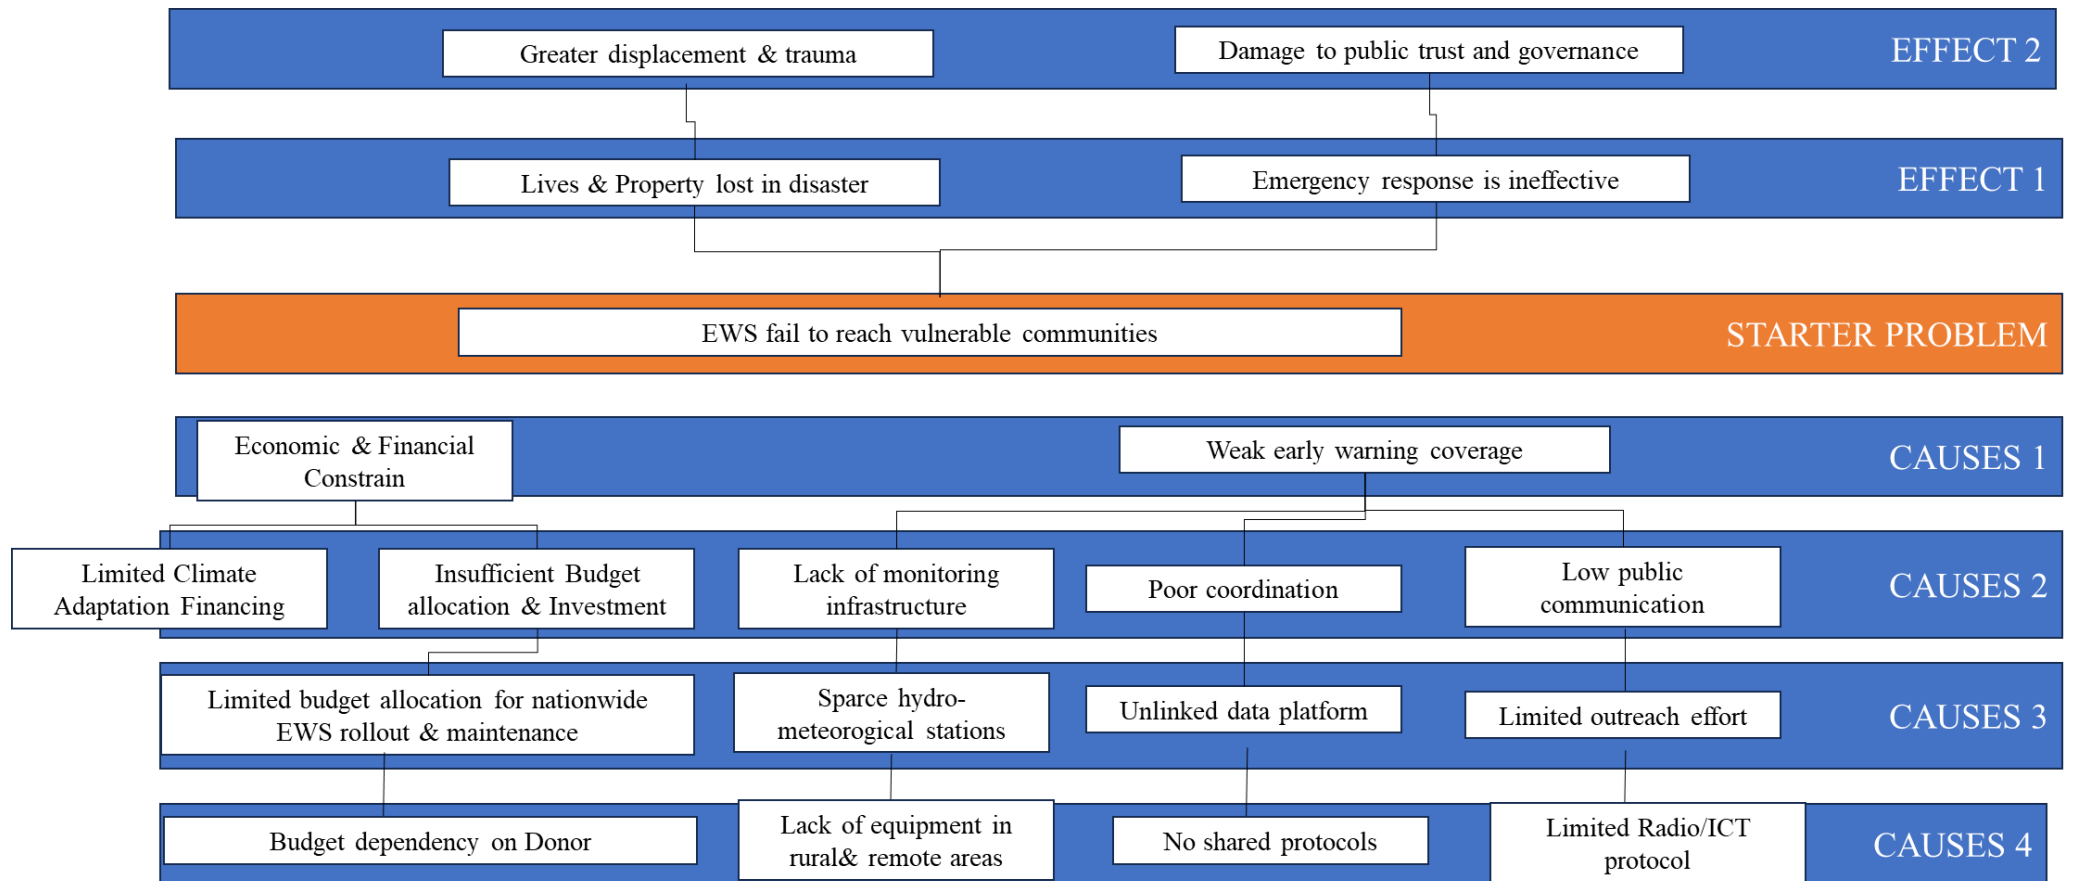 Greater displacement & trauma
Damage to public trust and governance
EFFECT 2
Lives & Property lost in disaster
Emergency response is ineffective
EFFECT 1
EWS fail to reach vulnerable communities
STARTER PROBLEM
Economic & Financial
Constrain
Weak early warning coverage
CAUSES 1
Limited Climate
Adaptation Financing
Insufficient Budget
allocation & Investment
Lack of monitoring
infrastructure
Poor coordination
Low public
communication
CAUSES 2
Limited budget allocation for nationwide
EWS rollout & maintenance
Sparce hydro-
meteorogical stations
Unlinked data platform
Limited outreach effort
CAUSES 3
Budget dependency on Donor
Lack of equipment in
rural& remote areas
No shared protocols
Limited Radio/ICT
protocol
CAUSES 4